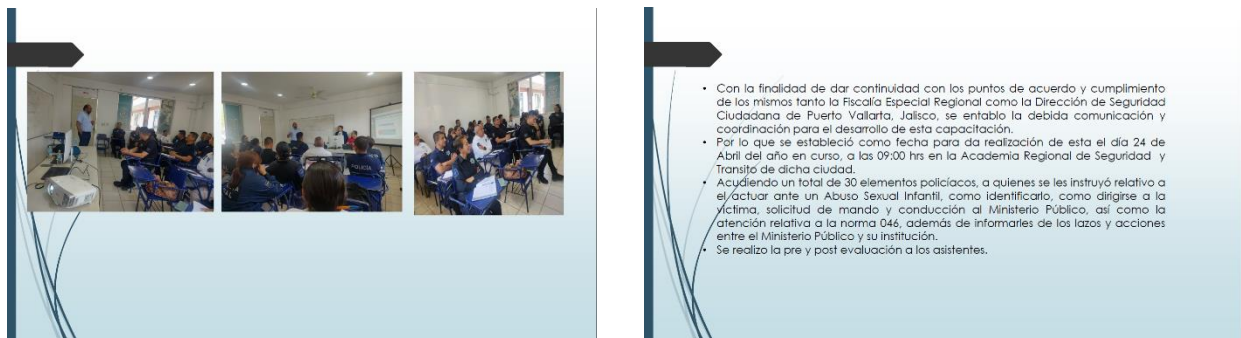 POLICÍA
• Con la finalidad de dar continuidad con los puntos de acuerdo y cumplimiento
de los mismos tanto la Fiscalía Especial Regional como la Dirección de Seguridad
Ciudadana de Puerto Vallarta, Jalisco, se entablo la debida comunicación y
coordinación para el desarrollo de esta capacitación.
• Por lo que se estableció como fecha para da realización de esta el día 24 de
Abril del año en curso, a las 09:00 hrs en la Academia Regional de Seguridad y
Transito de dicha ciudad.
• Acudiendo un total de 30 elementos policíacos, a quienes se les instruyó relativo a
el actuar ante un Abuso Sexual Infantil, como identificarlo, como dirigirse a la
víctima, solicitud de mando y conducción al Ministerio Público, así como la
atención relativa a la norma 046, además de informarles de los lazos y acciones
entre el Ministerio Público y su institución.
• Se realizo la pre y post evaluación a los asistentes.